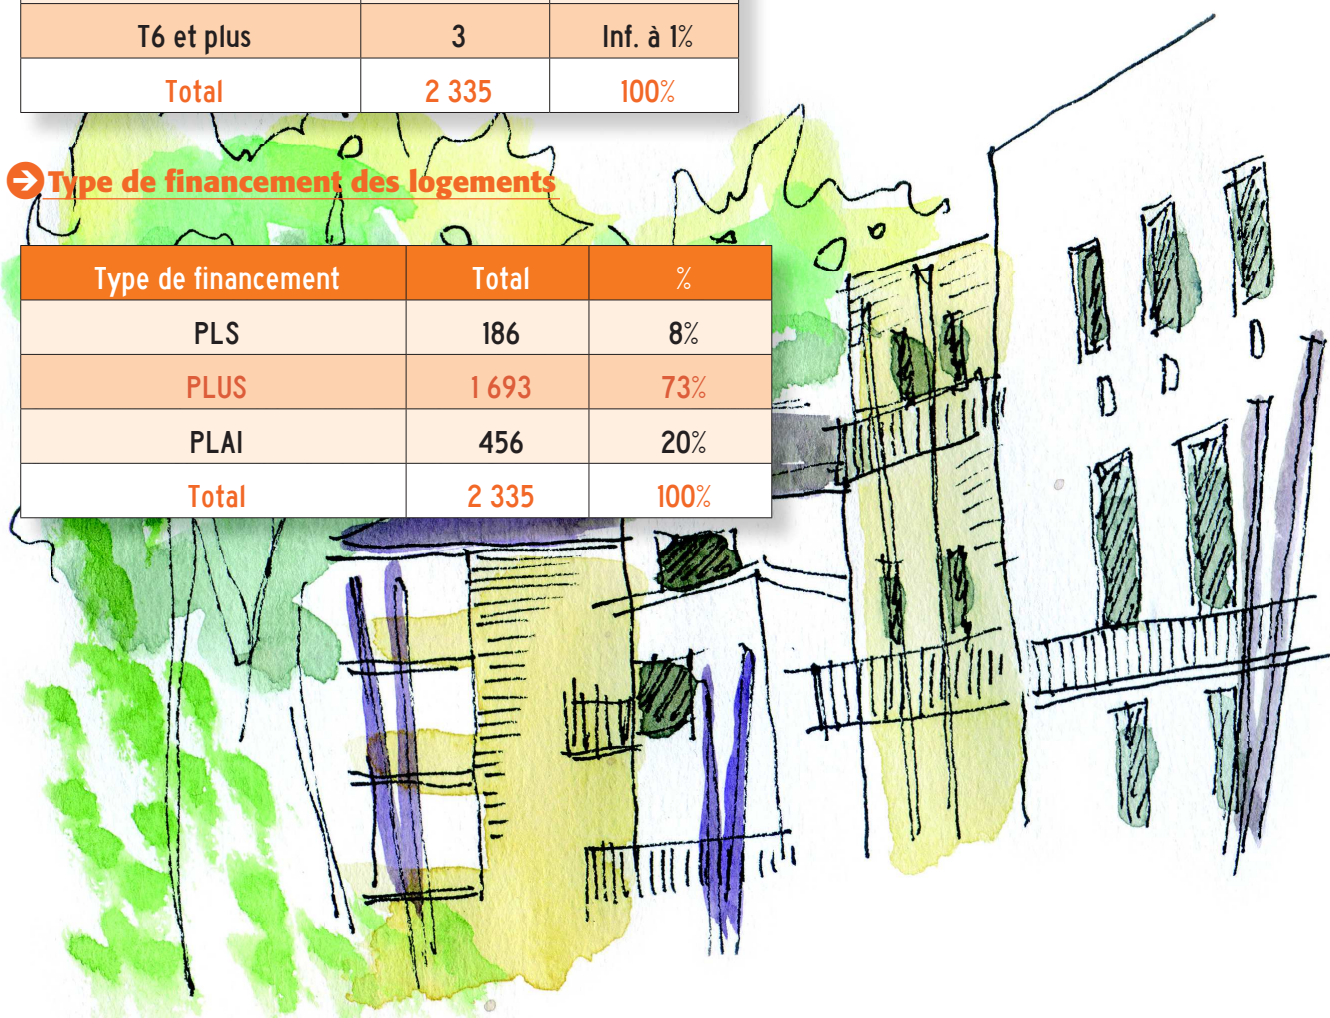 T6 et plus 3 Inf. à 1%
Total 2 335 100%
Type de financement des logements
Type de financement Total %
PLS 186 8%
PLUS 1 693 73%
PLAI 456 20%
Total 2 335 100%